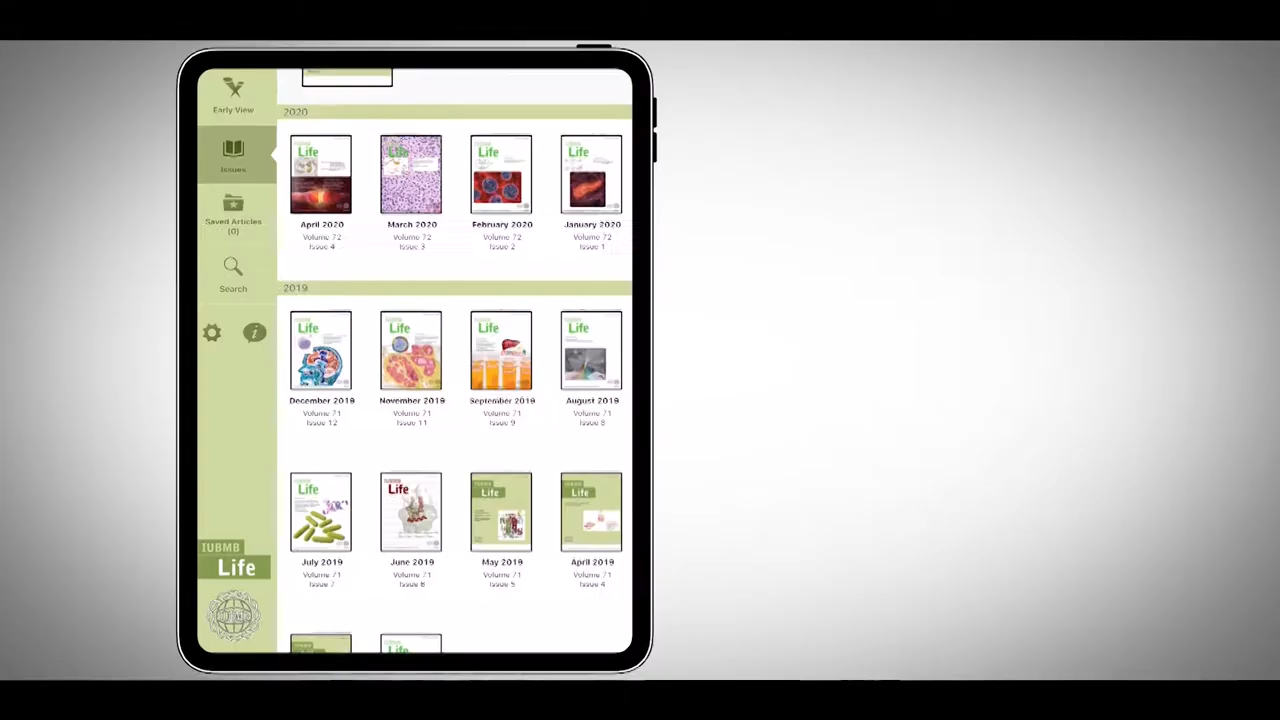 Early View
Issues
Saved Articles
(0)
Search
IUBMB
Life
2020
Life
Life
Life
Life
April 2020
March 2020
February 2020
January 2020
Volume 72
Volume 72
Volume 72
Volume 72
Issue 4
Issue 3
Issue 2
Issue 1
2019
Life
Life
Life
Life
December 2019
November 2019
September 2019
August 2019
Volume 71
Volume 71
Volume 71
Volume 71
Issue 12
Issue 11
Issue 9
Issue 8
Life
Life
Life
Life
July 2019
June 2019
May 2019
April 2019
Volume 71
Volume 71
Volume 71
Volume 71
Issue 7
Issue 6
Issue 5
Issue 4
Life